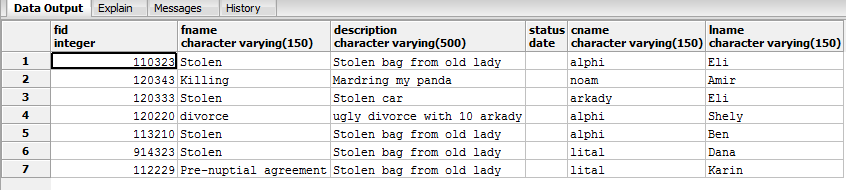 Data Output Explain Messages History
fid fname description status cname lname
integer character varying(150) character varying(500) date character varying(150) character varying(150)
1 110323 Stolen Stolen bag from old lady alphi Eli
2 120343 Killing Mardring my panda noam Amir
3 120333 Stolen Stolen car arkady Eli
4 120220 divorce ugly divorce with 10 arkady alphi Shely
5 113210 Stolen Stolen bag from old lady alphi Ben
6 914323 Stolen Stolen bag from old lady lital Dana
7 112229 Pre-nuptial agreement Stolen bag from old lady lital Karin